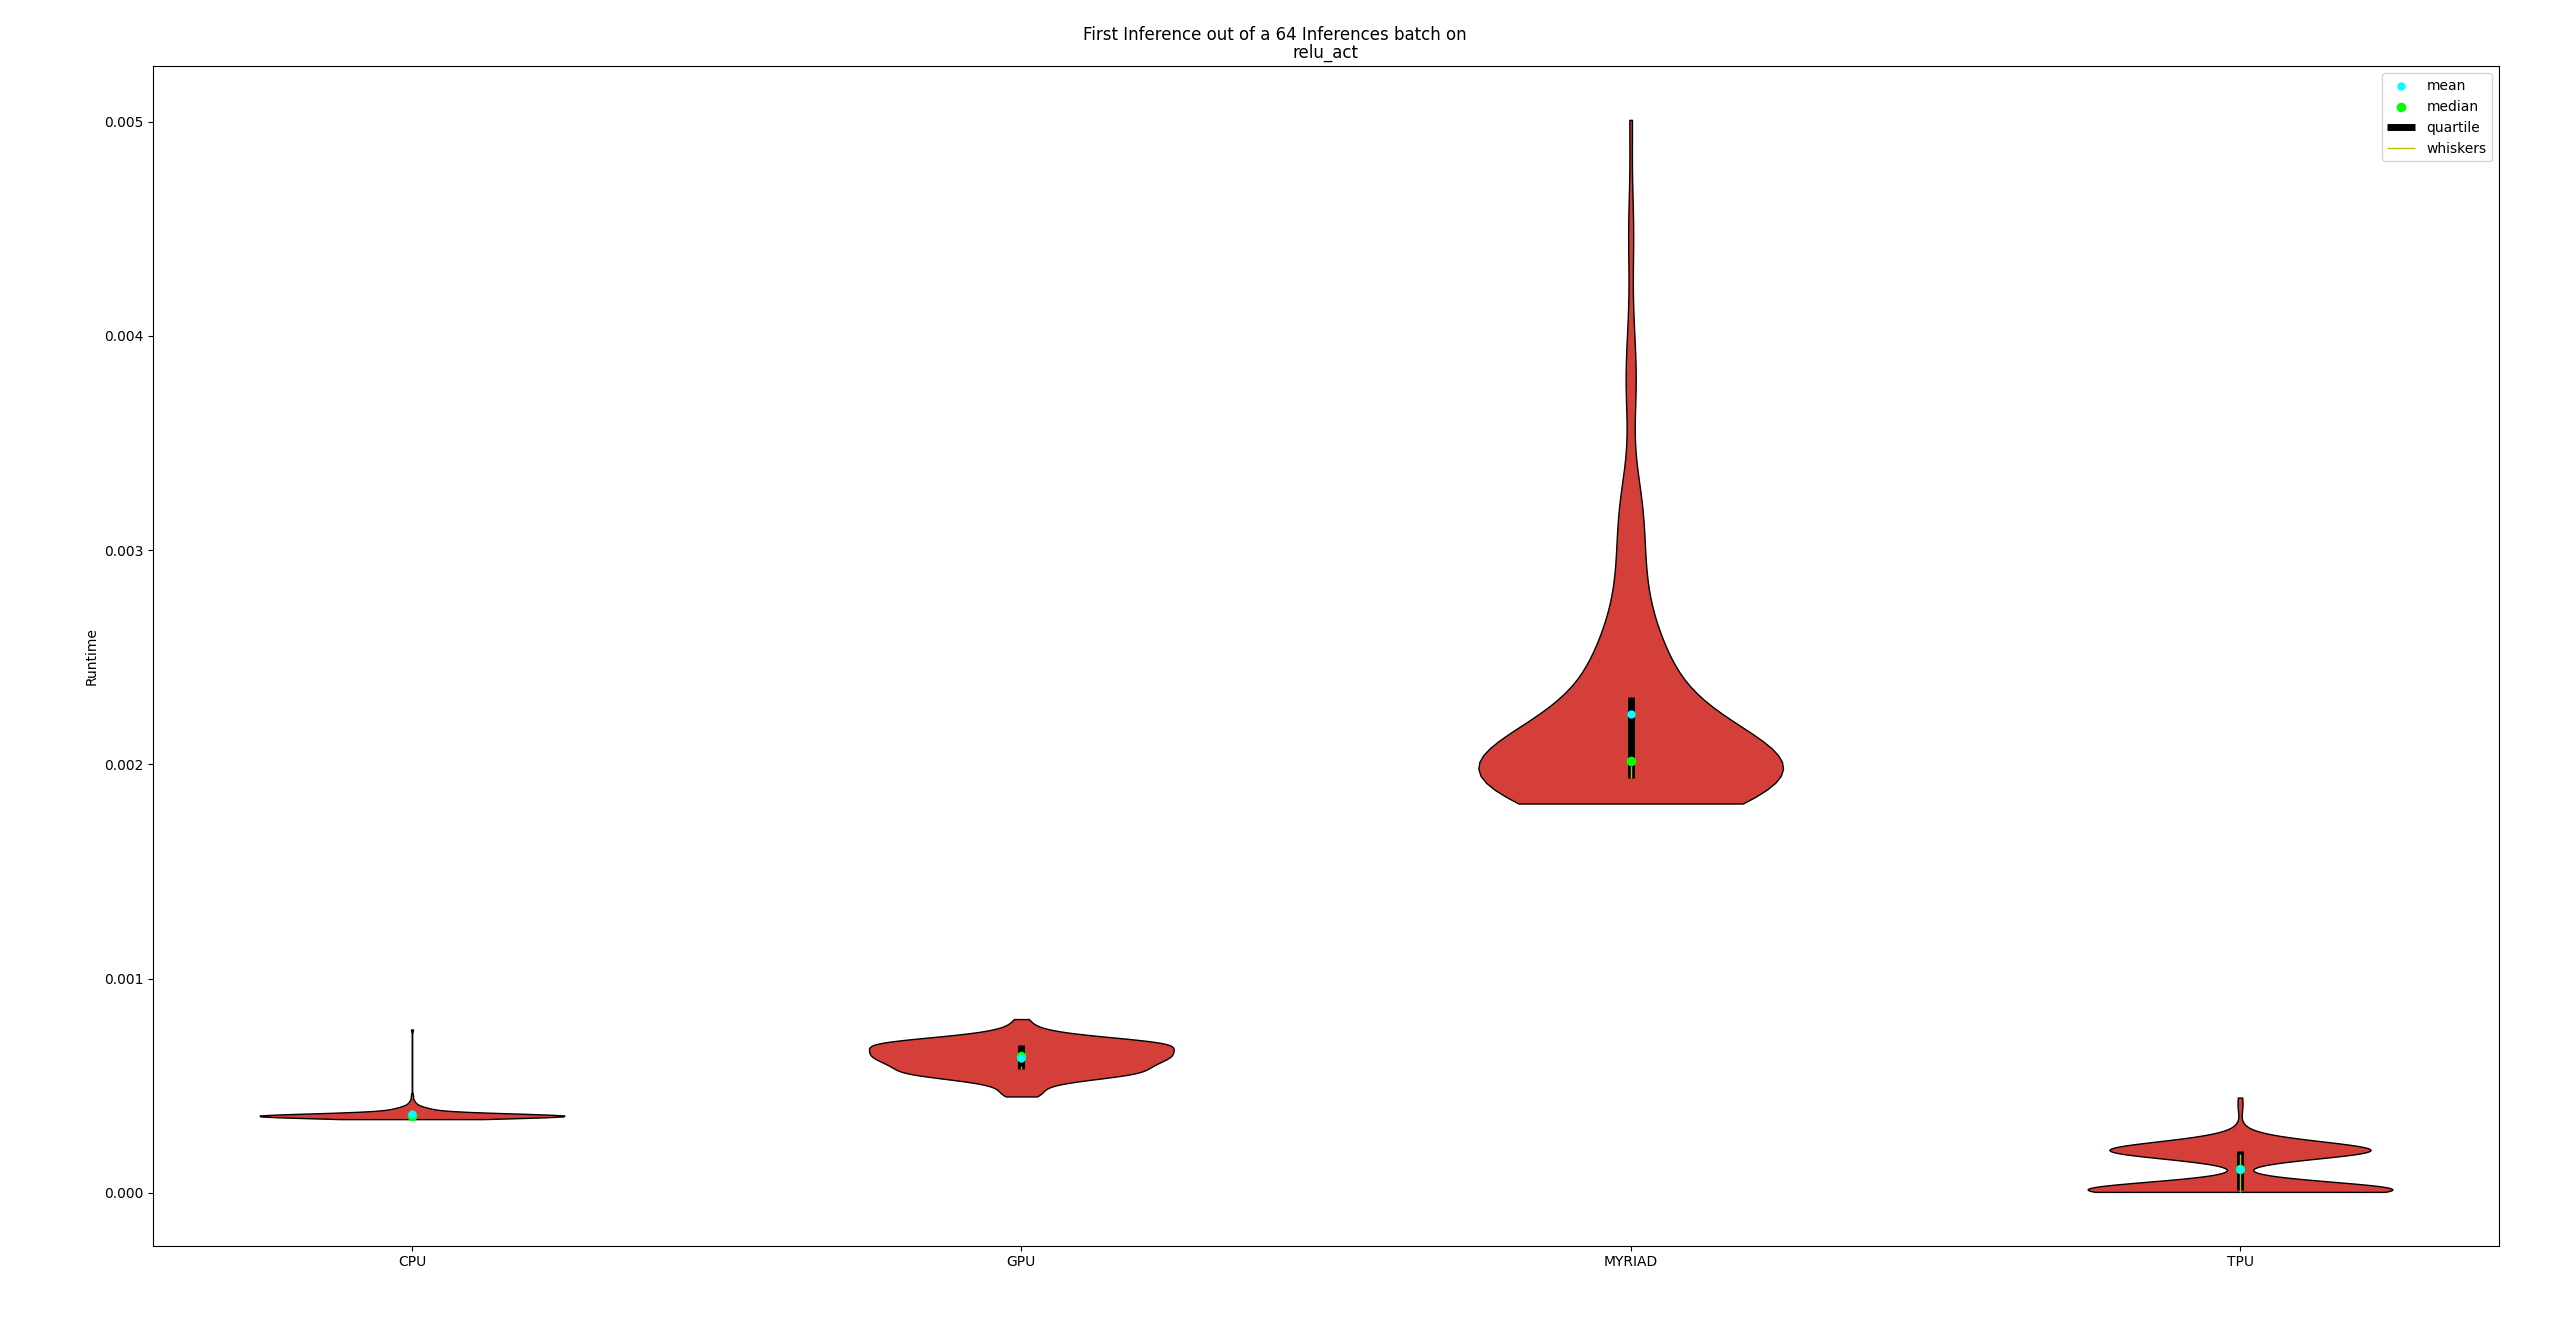 First Inference out of a 64 Inferences batch on
relu_act
mean
median
quartile
whiskers
Runtime
0.005
0.004
0.003
0.002
0.001
0.000
CPU
GPU
MYRIAD
TPU